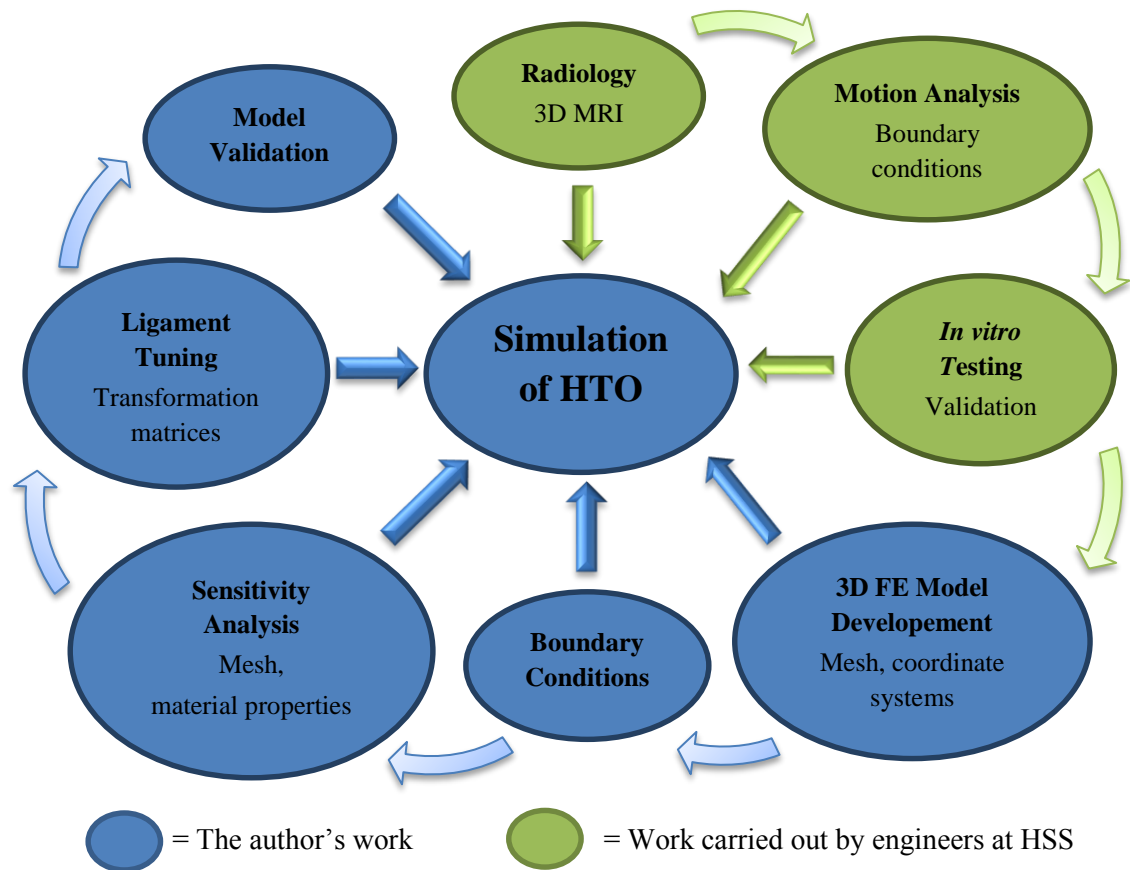 Radiology
3D MRI
Motion Analysis
Boundary
conditions
In vitro
Testing
Validation
3D FE Model
Developement
Mesh, coordinate
systems
Boundary
Conditions
Sensitivity
Analysis
Mesh,
material properties
Ligament
Tuning
Transformation
matrices
Model
Validation
Simulation
of HTO
= The author's work
= Work carried out by engineers at HSS